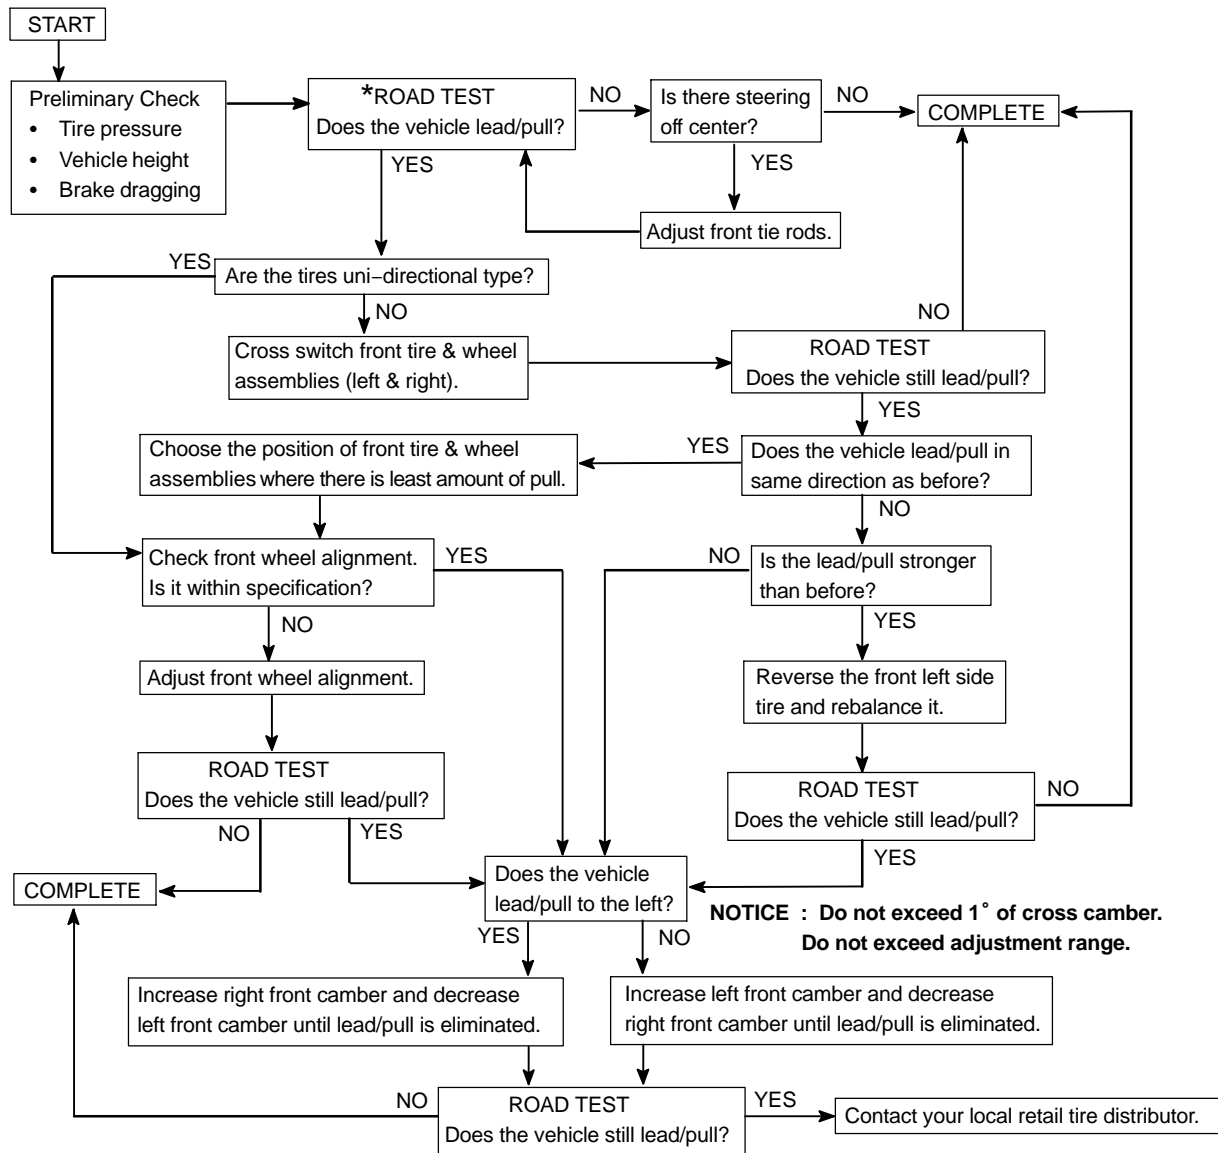 START
Preliminary Check
• Tire pressure
• Vehicle height
• Brake dragging
*ROAD TEST
Does the vehicle lead/pull?
NO
Is there steering
off center?
NO
COMPLETE
YES
YES
Adjust front tie rods.
YES
Are the tires uni−directional type?
NO
Cross switch front tire & wheel
assemblies (left & right).
NO
ROAD TEST
Does the vehicle still lead/pull?
YES
Choose the position of front tire & wheel
assemblies where there is least amount of pull.
YES
Does the vehicle lead/pull in
same direction as before?
NO
Check front wheel alignment.
Is it within specification?
YES
NO
Is the lead/pull stronger
than before?
NO
YES
Adjust front wheel alignment.
Reverse the front left side
tire and rebalance it.
ROAD TEST
Does the vehicle still lead/pull?
ROAD TEST
Does the vehicle still lead/pull?
NO
NO
YES
YES
COMPLETE
Does the vehicle
lead/pull to the left?
NOTICE : Do not exceed 1° of cross camber.
Do not exceed adjustment range.
YES
NO
Increase right front camber and decrease
left front camber until lead/pull is eliminated.
Increase left front camber and decrease
right front camber until lead/pull is eliminated.
NO
ROAD TEST
Does the vehicle still lead/pull?
YES
Contact your local retail tire distributor.